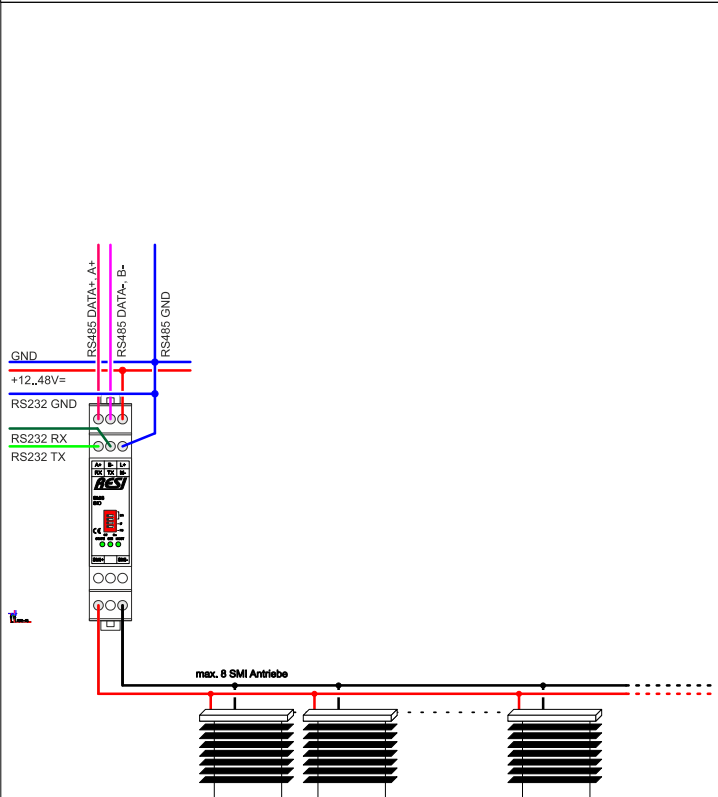 RS485 DATA+, A+
RS485 DATA-, B-
RS485 GND
GND
+12..48V=
RS232 GND
RS232 RX
RS232 TX
A+ B- L+
RX TX M-
RESI
max. 8 SMI Antriebe